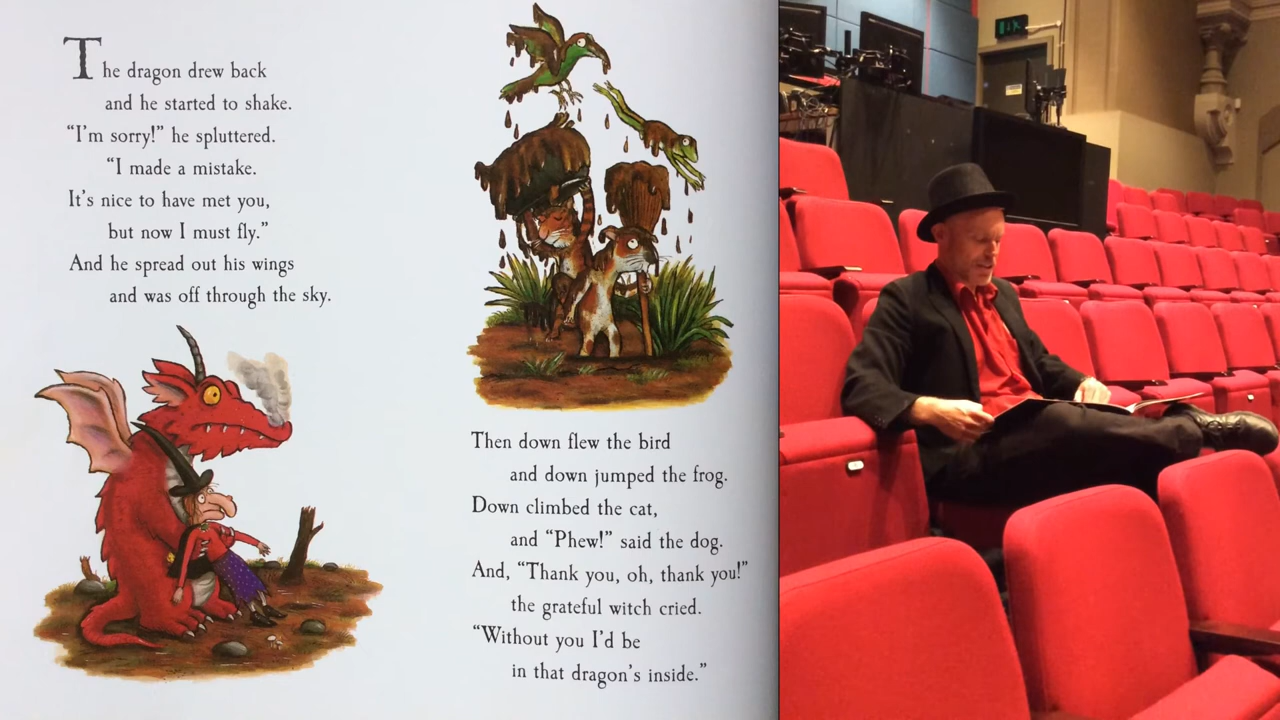 The dragon drew back
and he started to shake.
“I'm sorry!” he spluttered.
“I made a mistake.
It's nice to have met you,
but now I must fly.”
And he spread out his wings
and was off through the sky.
Then down flew the bird
and down jumped the frog.
Down climbed the cat,
and “Phew!” said the dog.
And, “Thank you, oh, thank you!”
the grateful witch cried.
“Without you I'd be
in that dragon's inside.”